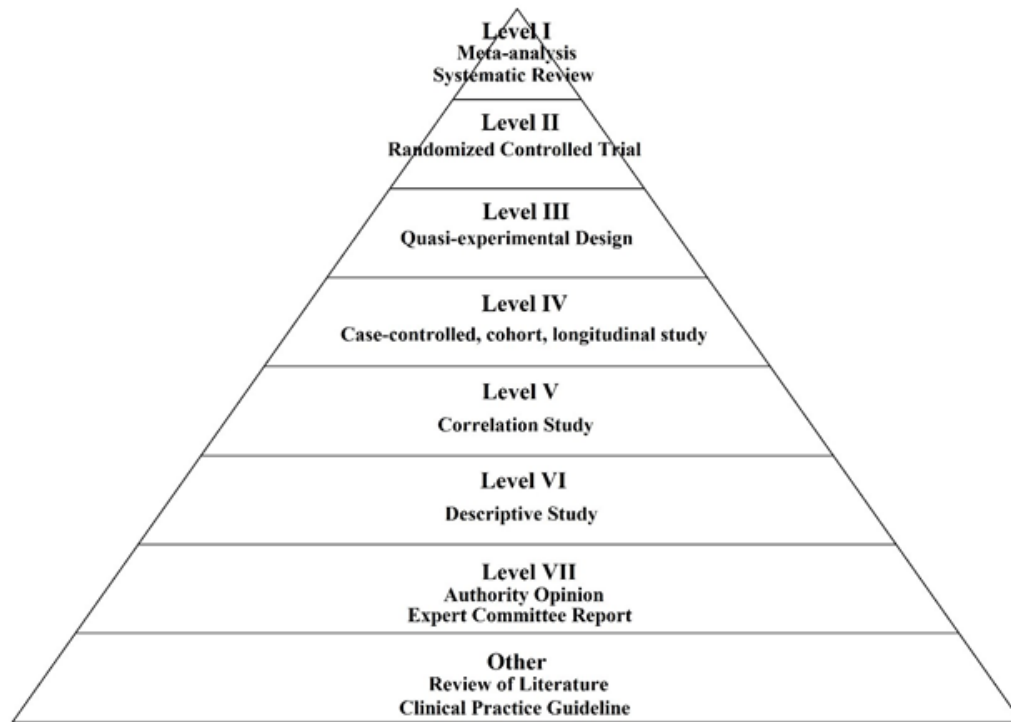 Level I
Meta-analysis
Systematic Review
Level II
Randomized Controlled Trial
Level III
Quasi-experimental Design
Level IV
Case-controlled, cohort, longitudinal study
Level V
Correlation Study
Level VI
Descriptive Study
Level VII
Authority Opinion
Expert Committee Report
Other
Review of Literature
Clinical Practice Guideline